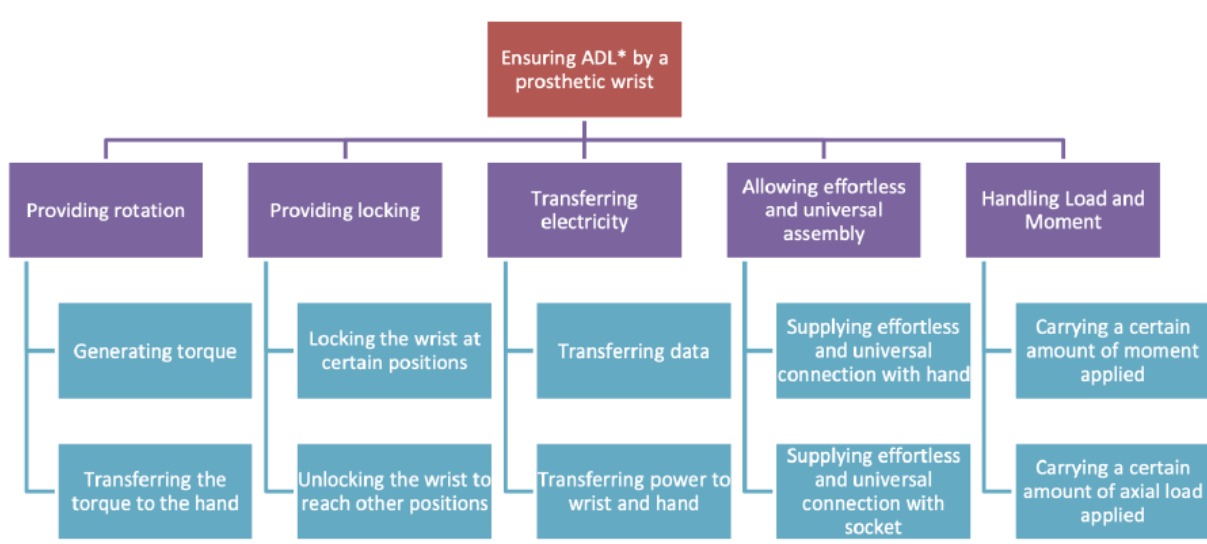 Ensuring ADL* by a
prosthetic wrist
Providing rotation
Providing locking
Transferring
electricity
Allowing effortless
and universal
assembly
Handling Load and
Moment
Generating torque
Locking the wrist at
certain positions
Transferring data
Supplying effortless
and universal
connection with hand
Carrying a certain
amount of moment
applied
Transferring the
torque to the hand
Unlocking the wrist to
reach other positions
Transferring power to
wrist and hand
Supplying effortless
and universal
connection with
socket
Carrying a certain
amount of axial load
applied